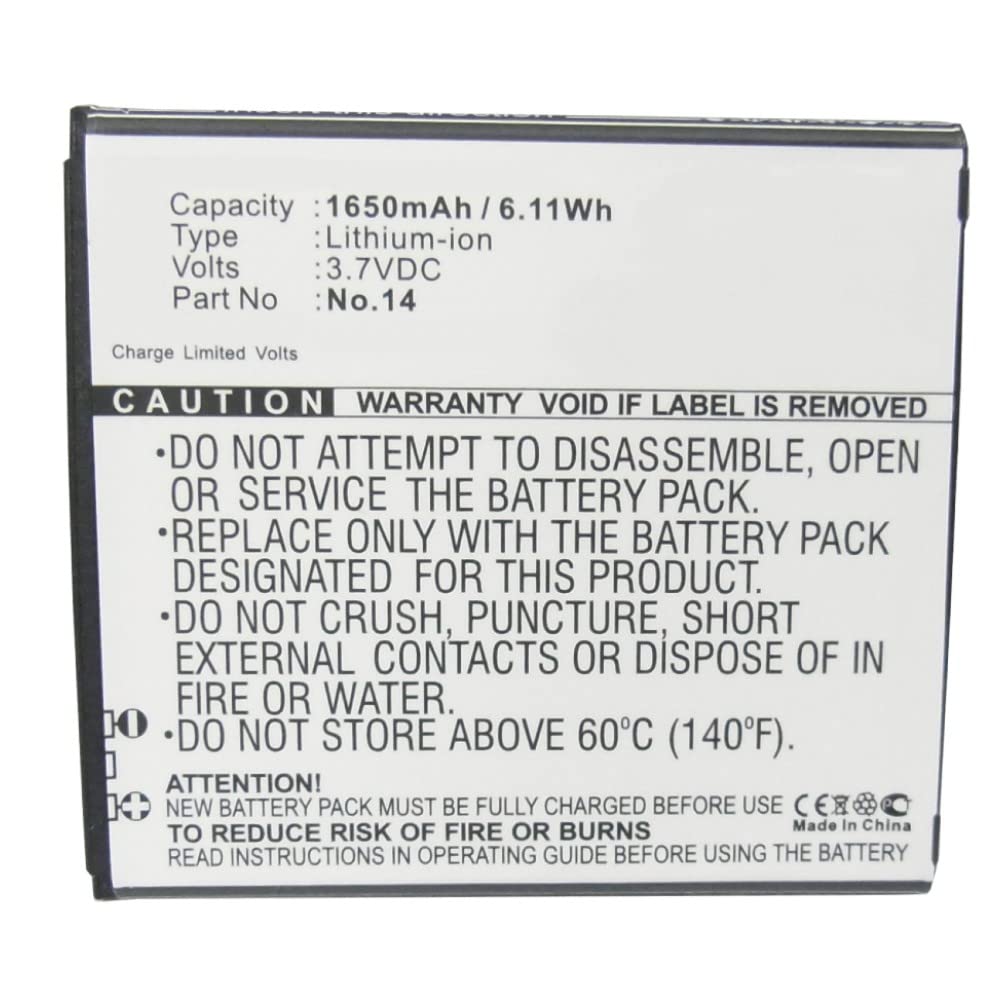 Insert this direction
Capacity : 1650mAh / 6.11Wh
Type : Lithium-ion
Volts : 3.7VDC
Part No : No.14
Charge Limited Volts
CAUTION WARRANTY VOID IF LABEL IS REMOVED
•DO NOT ATTEMPT TO DISASSEMBLE, OPEN
OR SERVICE THE BATTERY PACK.
•REPLACE ONLY WITH THE BATTERY PACK
DESIGNATED FOR THIS PRODUCT.
•DO NOT CRUSH, PUNCTURE, SHORT
EXTERNAL CONTACTS OR DISPOSE OF IN
FIRE OR WATER.
•DO NOT STORE ABOVE 60°C (140°F).
ATTENTION!
NEW BATTERY PACK MUST BE FULLY CHARGED BEFORE USE
CE
Made In China
TO REDUCE RISK OF FIRE OR BURNS
READ INSTRUCTIONS IN OPERATING GUIDE BEFORE USING THE BATTERY